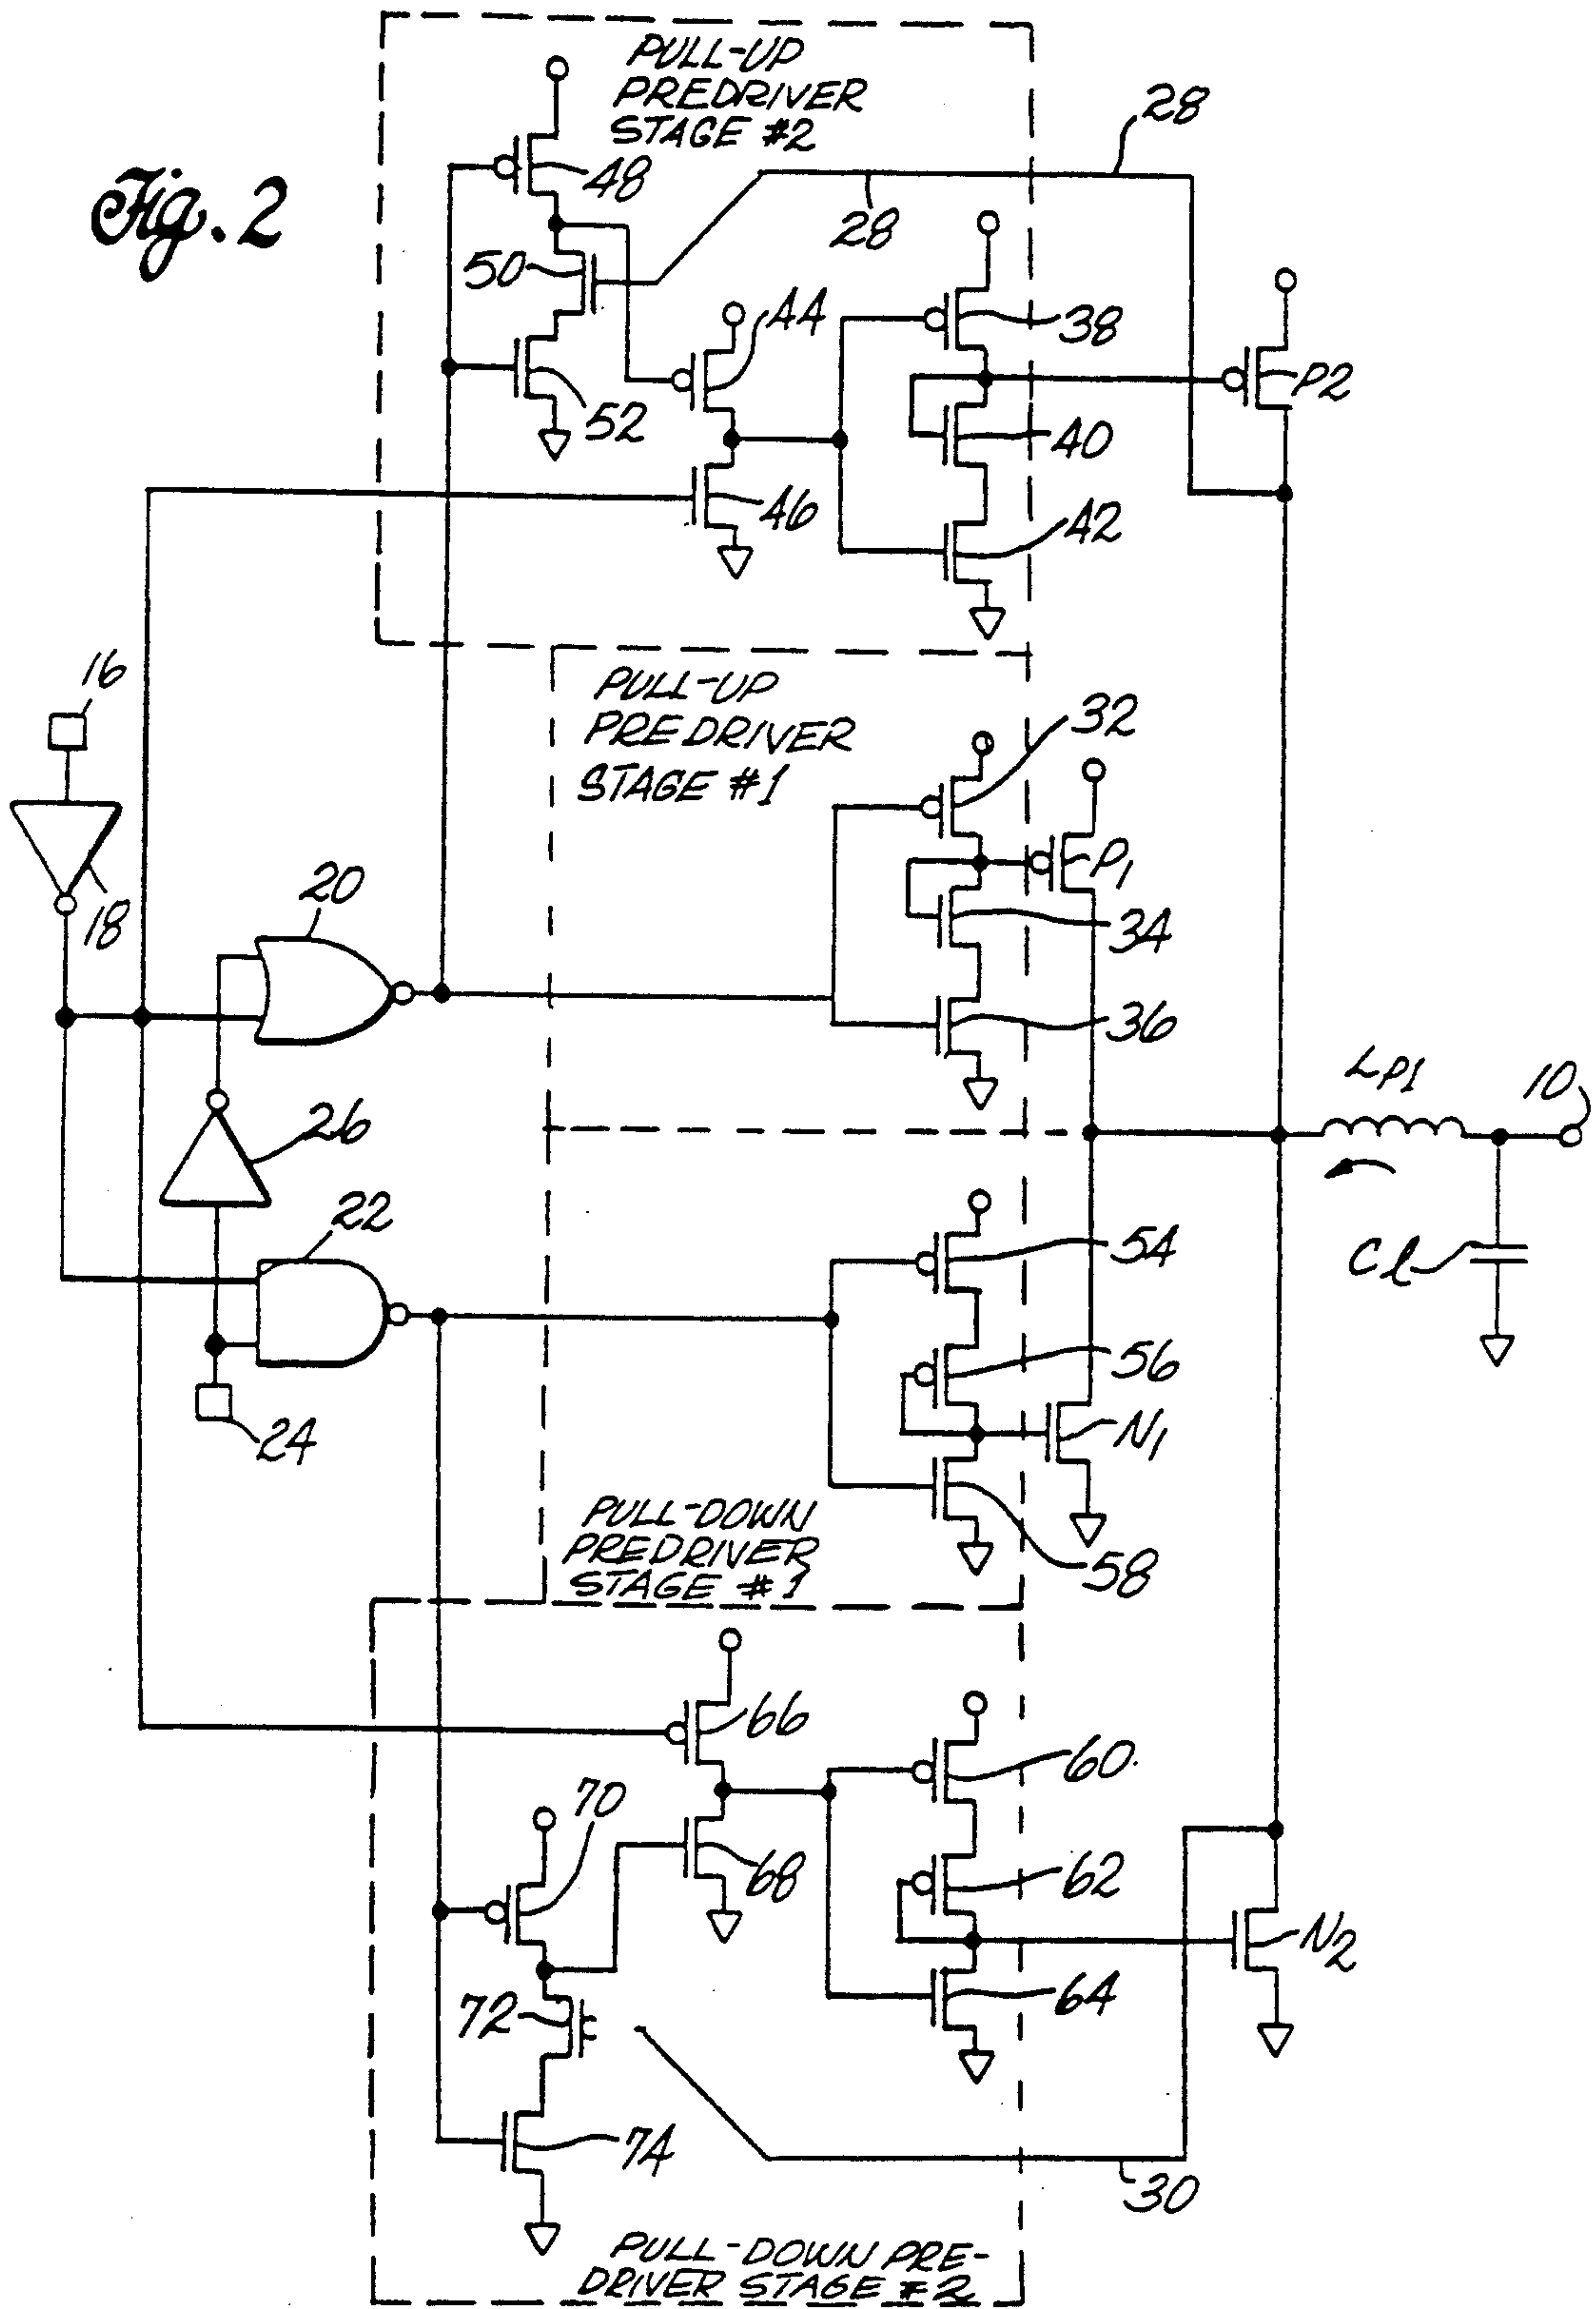 Fig. 2
PULL-UP
PREDRIVER
STAGE #2
28
48
28
50
44
38
P2
52
40
46
42
16
PULL-UP
PREDRIVER
STAGE #1
32
18
20
P1
34
36
LP1
10
26
22
54
Cl
56
24
N1
PULL-DOWN
PREDRIVER
STAGE #1
58
66
60
70
68
62
N2
72
64
74
30
PULL-DOWN PRE-
DRIVER STAGE #2